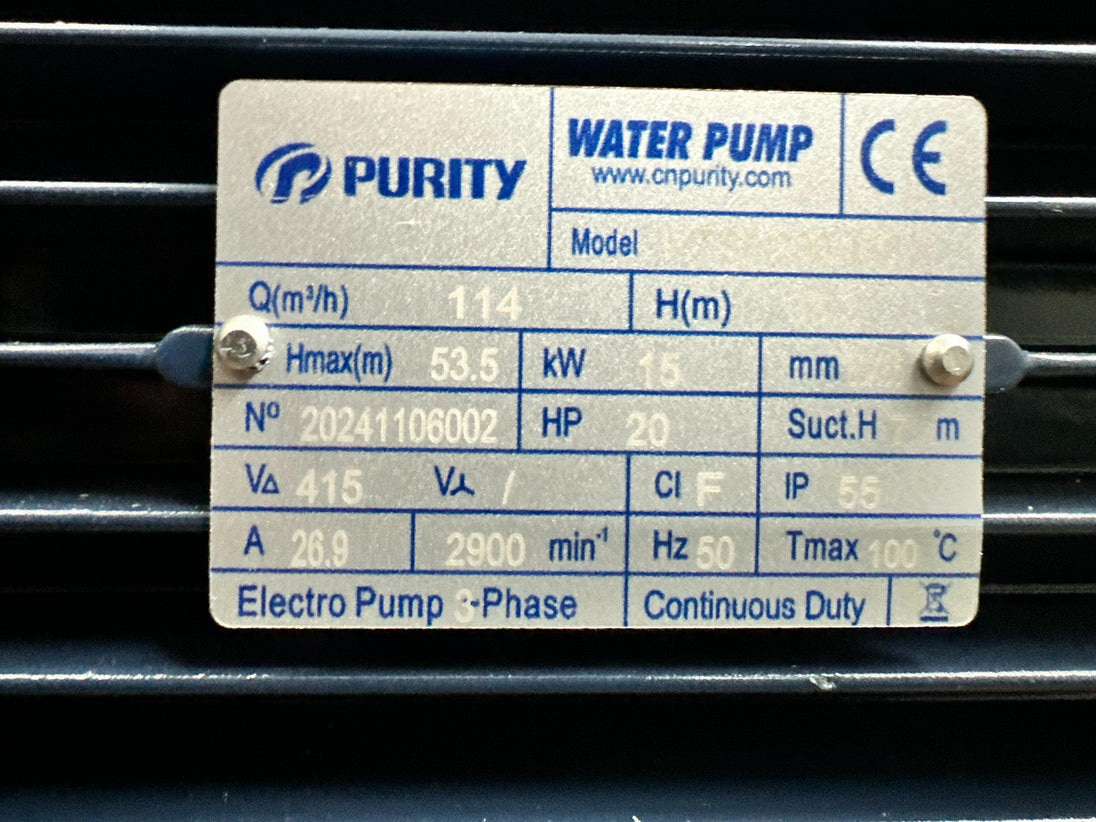 PURITY
WATER PUMP
www.cnpurity.com
CE
Model
Q(m³/h) 114 H(m)
Hmax(m) 53.5 kW 15 mm
Nº 20241106002 HP 20 Suct.H m
V△ 415 V⅄ / Cl F IP 55
A 26.9 2900 min⁻¹ Hz 50 Tmax 100 °C
Electro Pump 3-Phase Continuous Duty